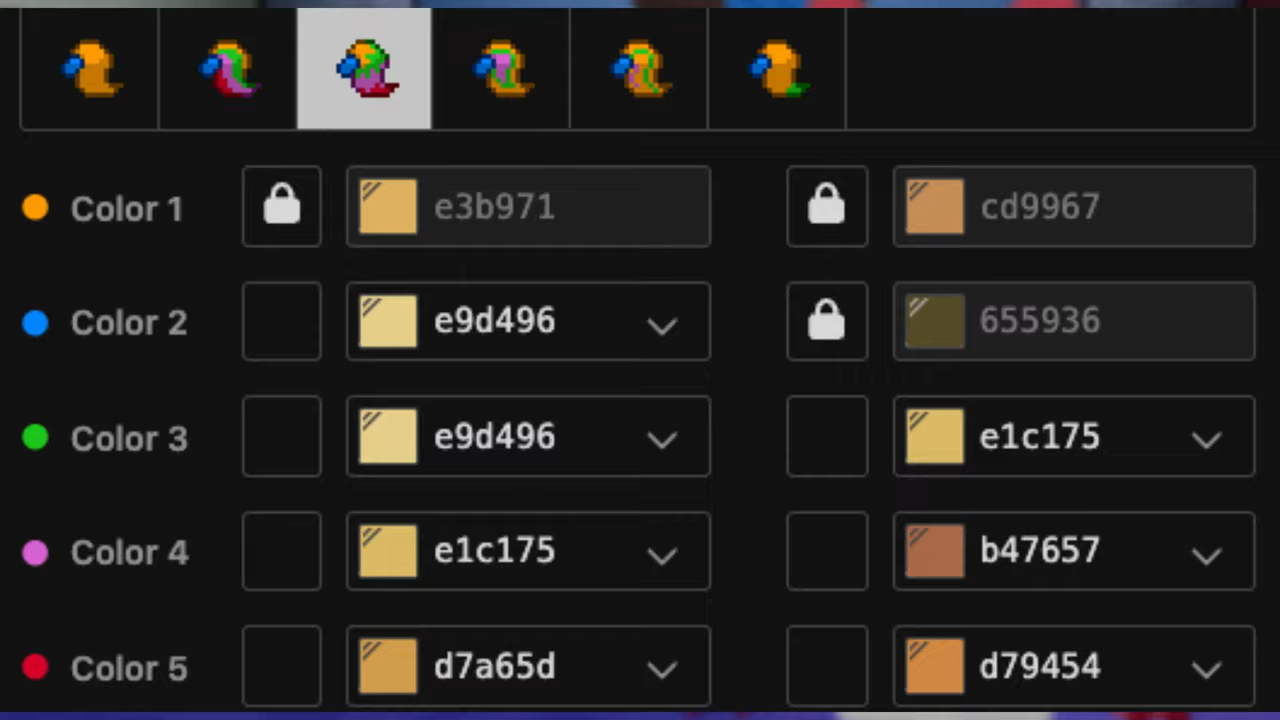 Color 1 e3b971 cd9967
Color 2 e9d496 655936
Color 3 e9d496 e1c175
Color 4 e1c175 b47657
Color 5 d7a65d d79454